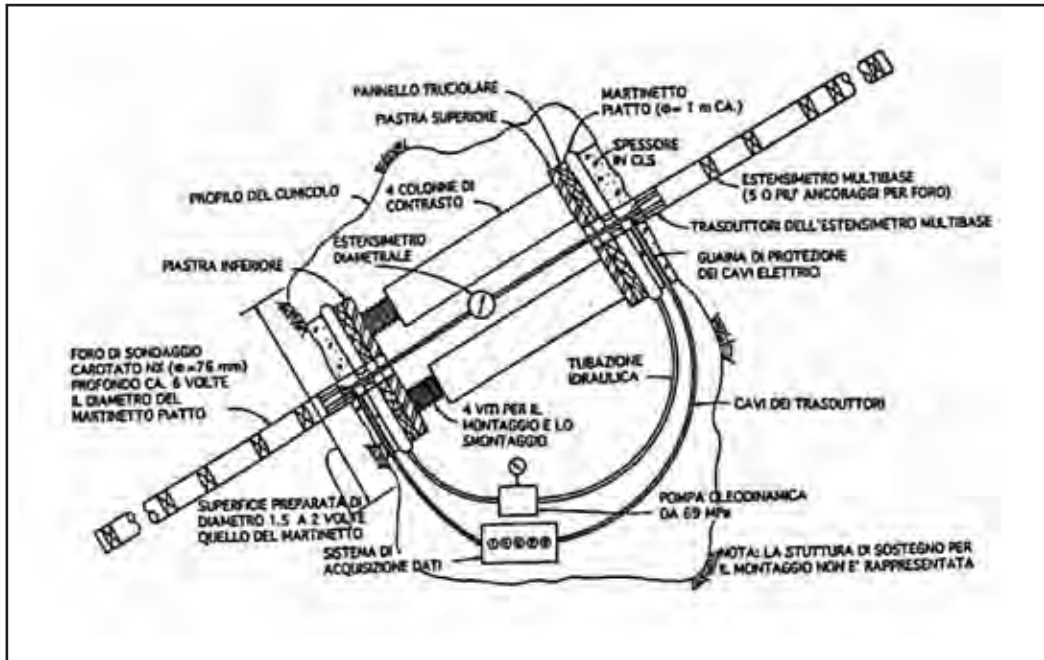 PANNELLO TRUCIOLARE
PIASTRA SUPERIORE
MARTINETTO
PIATTO (Φ= 1 m CA.)
SPESSORE
IN CLS.
PROFILO DEL CUNICOLO
4 COLONNE DI
CONTRASTO
ESTENSIMETRO MULTIBASE
(5 O PIU' ANCORAGGI PER FORO)
TRASDUTTORI DELL'ESTENSIMETRO MULTIBASE
ESTENSIMETRO
DIAMETRALE
PIASTRA INFERIORE
GUAINA DI PROTEZIONE
DEI CAVI ELETTRICI
FORO DI SONDAGGIO
CAROTATO NX (Φ=76 mm)
PROFONDO CA. 6 VOLTE
IL DIAMETRO DEL
MARTINETTO PIATTO
TUBAZIONE
IDRAULICA
CAVI DEI TRASDUTTORI
4 VITI PER IL
MONTAGGIO E LO
SMONTAGGIO
SUPERFICIE PREPARATA DI
DIAMETRO 1.5 A 2 VOLTE
QUELLO DEL MARTINETTO
POMPA OLEODINAMICA
DA 69 MPa
SISTEMA DI
ACQUISIZIONE DATI
NOTA: LA STUTTURA DI SOSTEGNO PER
IL MONTAGGIO NON E' RAPPRESENTATA